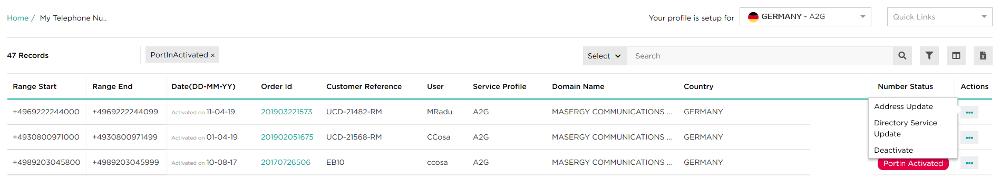 Home / My Telephone Nu..
Your profile is setup for GERMANY - A2G Quick Links
47 Records PortInActivated × Select Search
Range Start Range End Date(DD-MM-YY) Order Id Customer Reference User Service Profile Domain Name Country Number Status Actions
+4969222244000 +4969222244099 Activated on 11-04-19 201903221573 UCD-21482-RM MRadu A2G MASERGY COMMUNICATIONS ... GERMANY
Address Update
Directory Service
Update
Deactivate
+4930800971000 +4930800971499 Activated on 01-04-19 201902051675 UCD-21568-RM CCosa A2G MASERGY COMMUNICATIONS ... GERMANY
+4989203045800 +4989203045999 Activated on 10-08-17 20170726506 EB10 ccosa A2G MASERGY COMMUNICATIONS ... GERMANY PortIn Activated